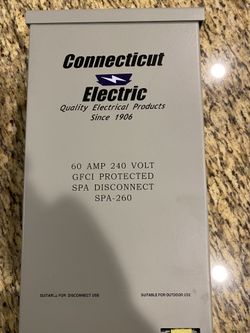 Connecticut
Electric
Quality Electrical Products
Since 1906
60 AMP 240 VOLT
GFCI PROTECTED
SPA DISCONNECT
SPA-260
SUITABLE FOR DISCONNECT USE
SUITABLE FOR OUTDOOR USE